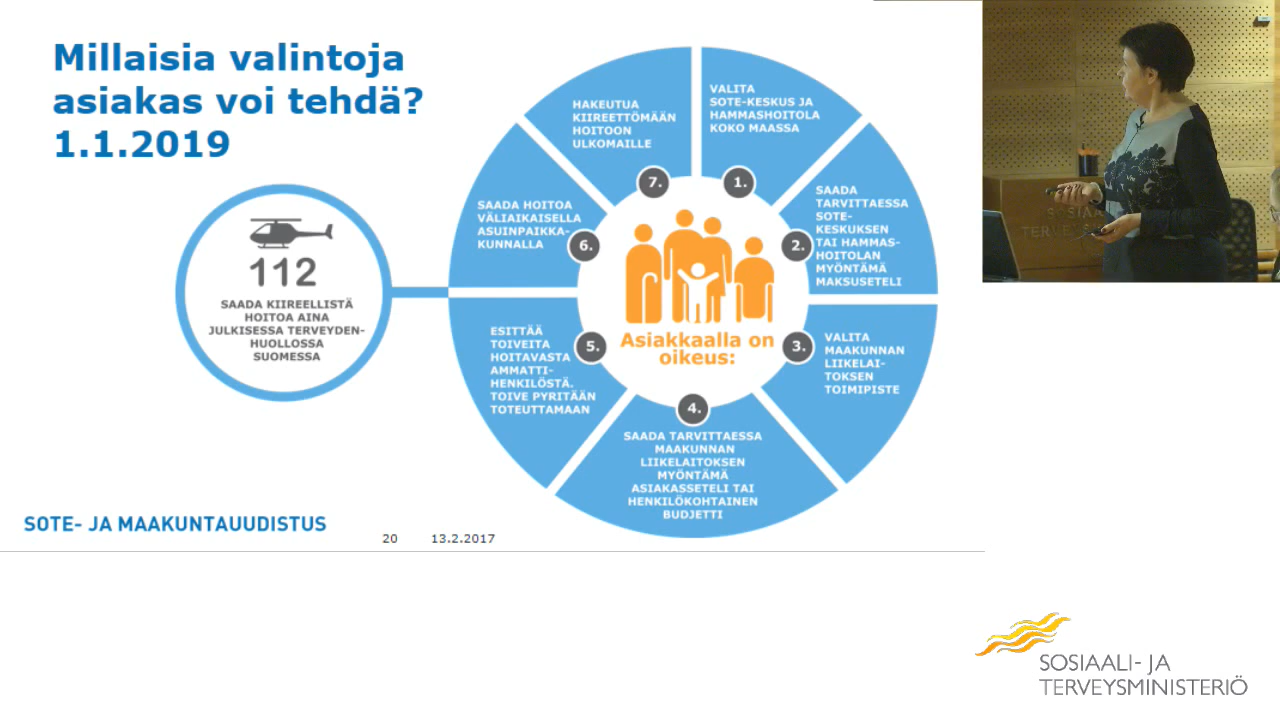 Millaisia valintoja
asiakas voi tehdä?
1.1.2019
112
SAADA KIIREELLISTÄ
HOITOA AINA
JULKISESSA TERVEYDEN-
HUOLLOSSA
SUOMESSA
Asiakkaalla on
oikeus:
1.
VALITA
SOTE-KESKUS JA
HAMMASHOITOLA
KOKO MAASSA
2.
SAADA
TARVITTAESSA
SOTE-
KESKUKSEN
TAI HAMMAS-
HOITOLAN
MYÖNTÄMÄ
MAKSUSETELI
3.
VALITA
MAAKUNNAN
LIIKELAI-
TOKSEN
TOIMIPISTE
4.
SAADA TARVITTAESSA
MAAKUNNAN
LIIKELAITOKSEN
MYÖNTÄMÄ
ASIAKASSETELI TAI
HENKILÖKOHTAINEN
BUDJETTI
5.
ESITTÄÄ
TOIVEITA
HOITAVASTA
AMMATTI-
HENKILÖSTÄ.
TOIVE PYRITÄÄN
TOTEUTTAMAAN
6.
SAADA HOITOA
VÄLIAIKAISELLA
ASUINPAIKKA-
KUNNALLA
7.
HAKEUTUA
KIIREETTÖMÄÄN
HOITOON
ULKOMAILLE
SOTE- JA MAAKUNTAUUDISTUS
20 13.2.2017
SOSIAALI- JA
TERVEYSMINISTERIÖ